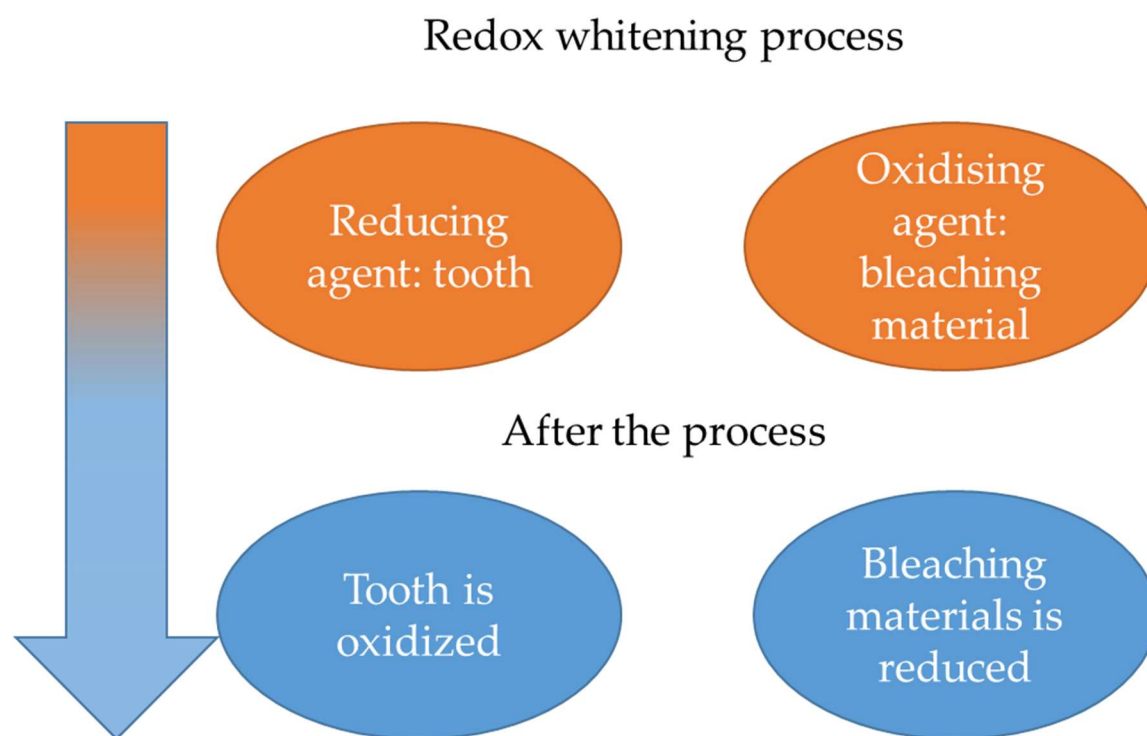 Redox whitening process
Reducing
agent: tooth
Oxidising
agent:
bleaching
material
After the process
Tooth is
oxidized
Bleaching
materials is
reduced